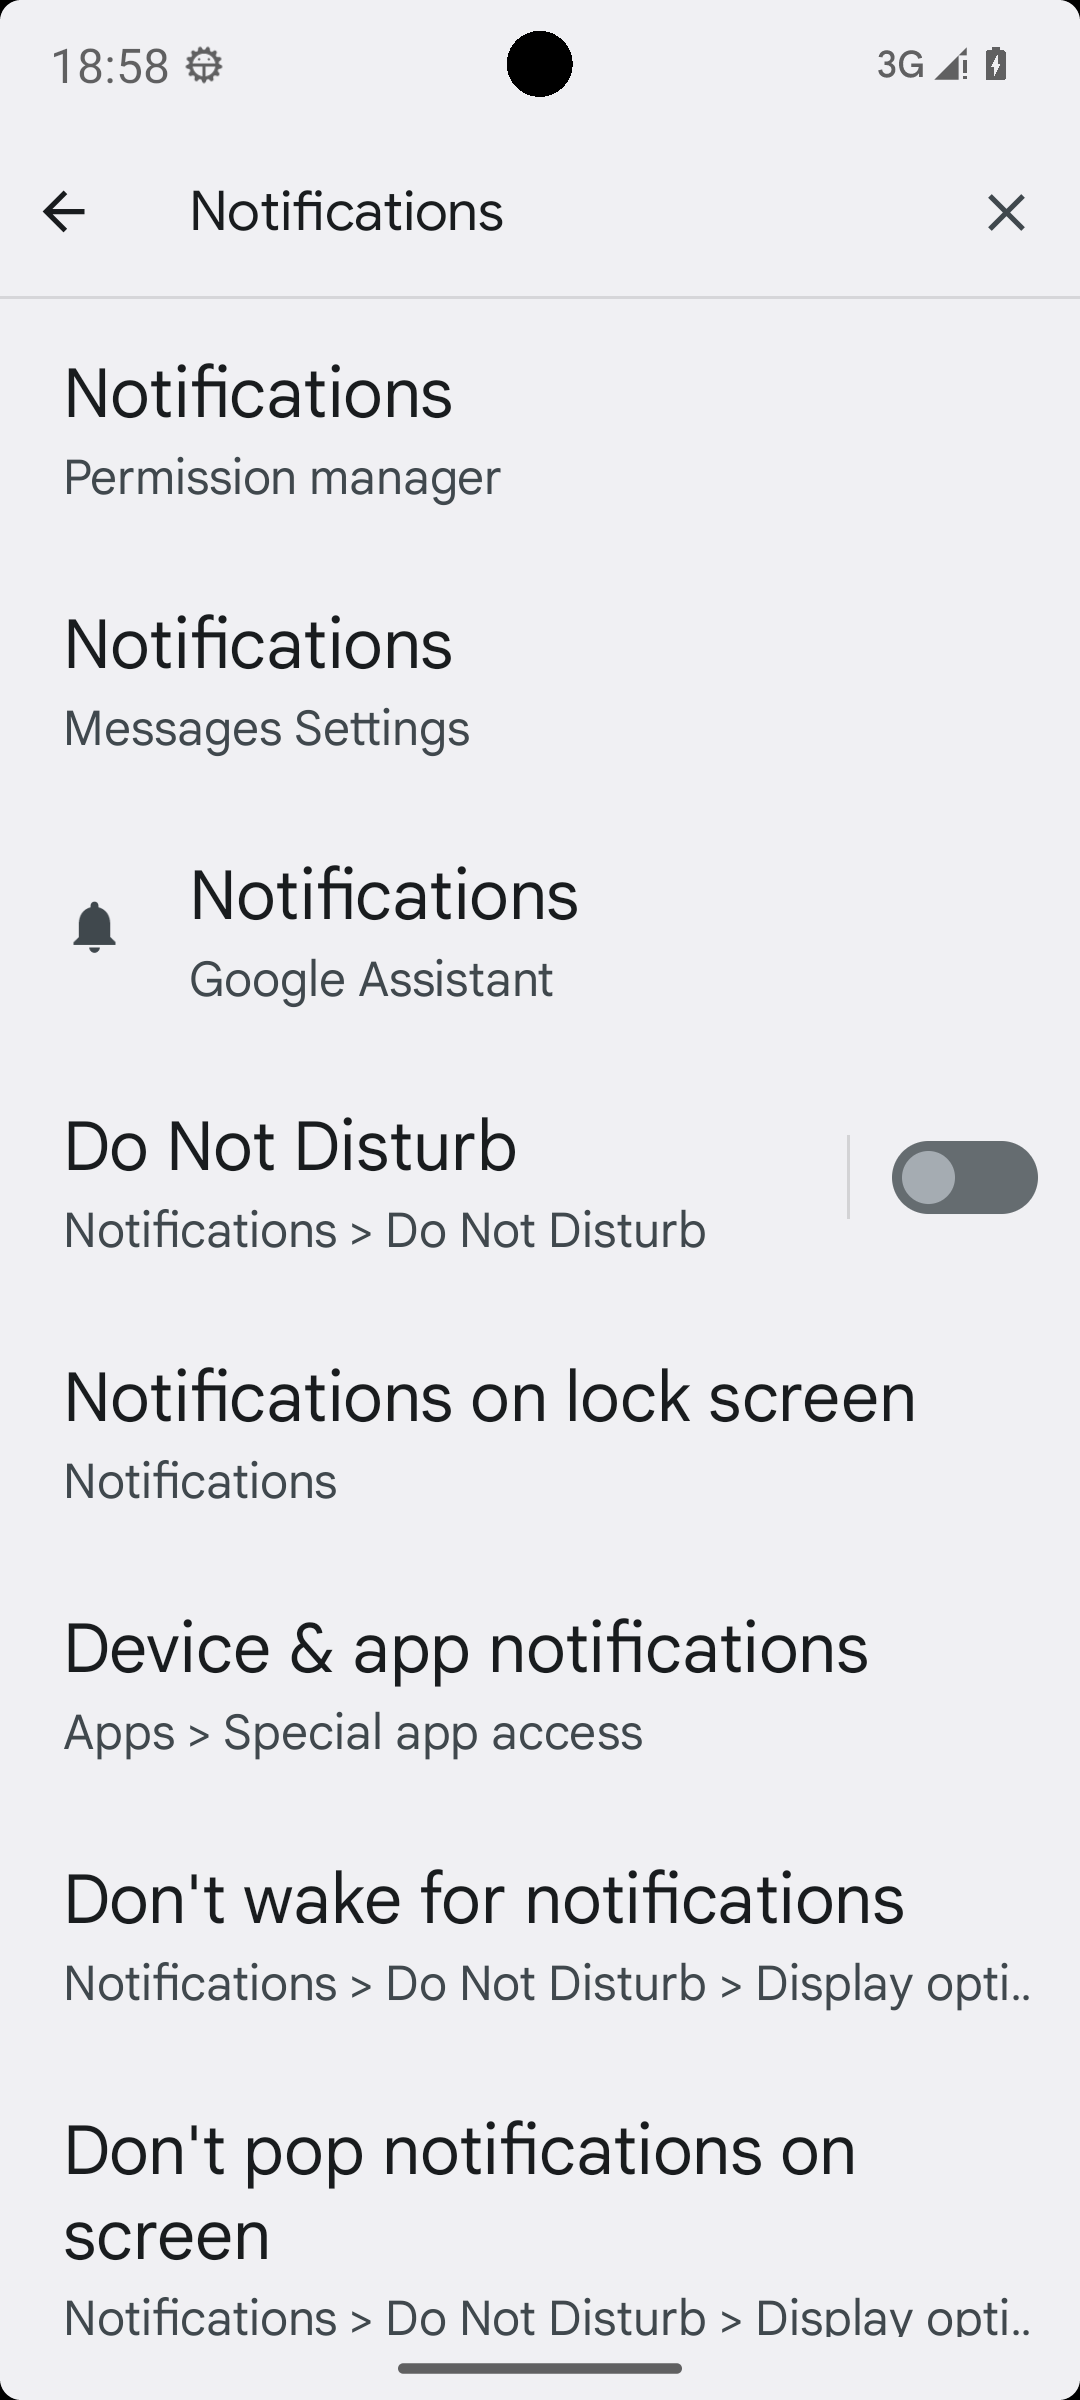 18:58
3G
Notifications
Notifications
Permission manager
Notifications
Messages Settings
Notifications
Google Assistant
Do Not Disturb
Notifications > Do Not Disturb
Notifications on lock screen
Notifications
Device & app notifications
Apps > Special app access
Don't wake for notifications
Notifications > Do Not Disturb > Display opti..
Don't pop notifications on
screen
Notifications > Do Not Disturb > Display opti..